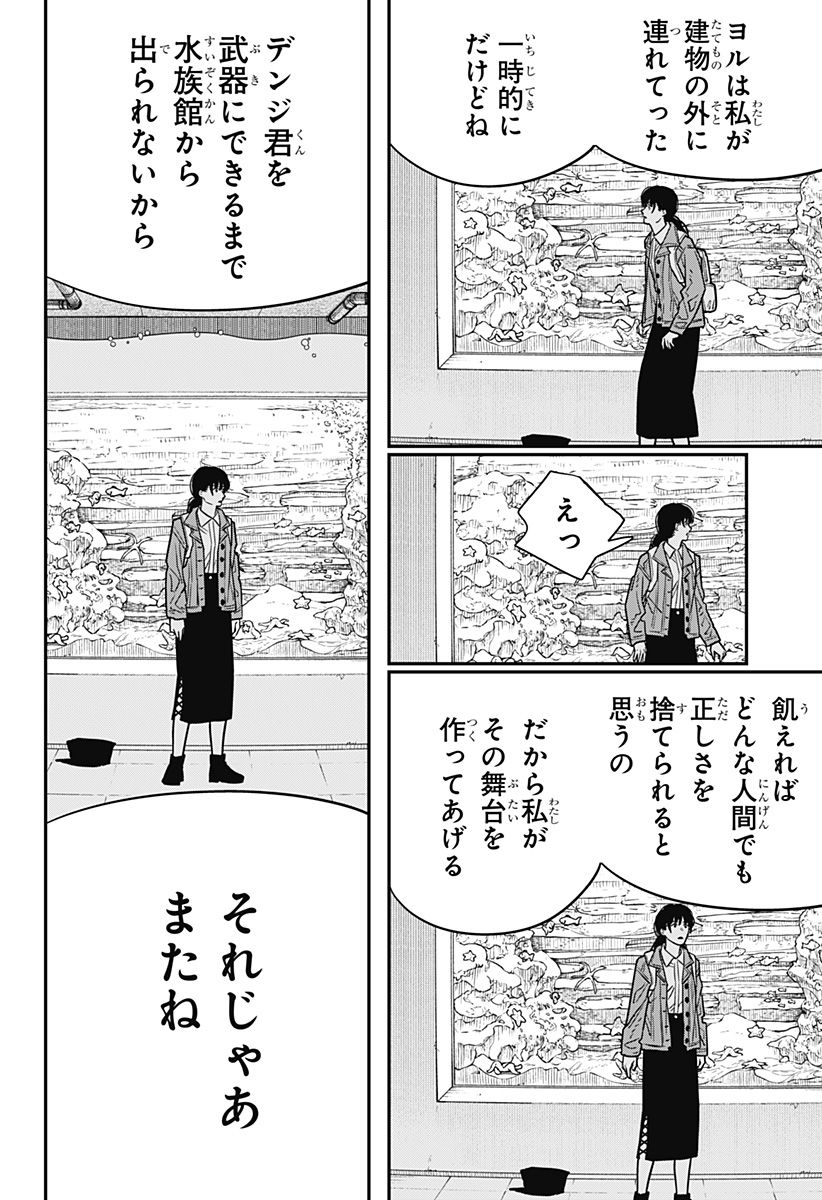 ヨルは私が
建物の外に
連れてった
一時的に
だけどね
えっ
飢えれば
どんな人間でも
正しさを
捨てられると
思うの
だから私が
その舞台を
作ってあげる
デンジ君を
武器にできるまで
水族館から
出られないから
それじゃあ
またね